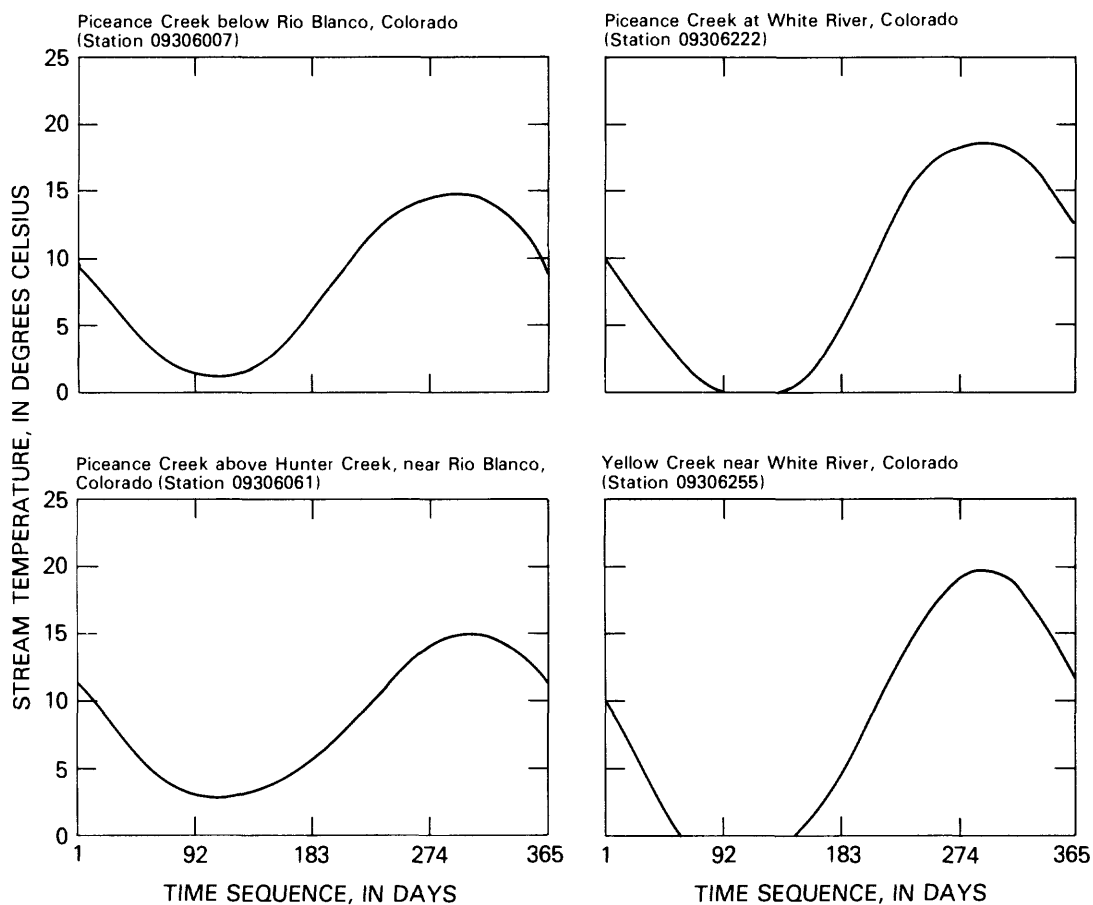 Piceance Creek below Rio Blanco, Colorado
(Station 09306007)
Piceance Creek at White River, Colorado
(Station 09306222)
25
20
15
10
5
0
Piceance Creek above Hunter Creek, near Rio Blanco,
Colorado (Station 09306061)
Yellow Creek near White River, Colorado
(Station 09306255)
25
20
15
10
5
0
STREAM TEMPERATURE, IN DEGREES CELSIUS
1 92 183 274 365
1 92 183 274 365
TIME SEQUENCE, IN DAYS
TIME SEQUENCE, IN DAYS